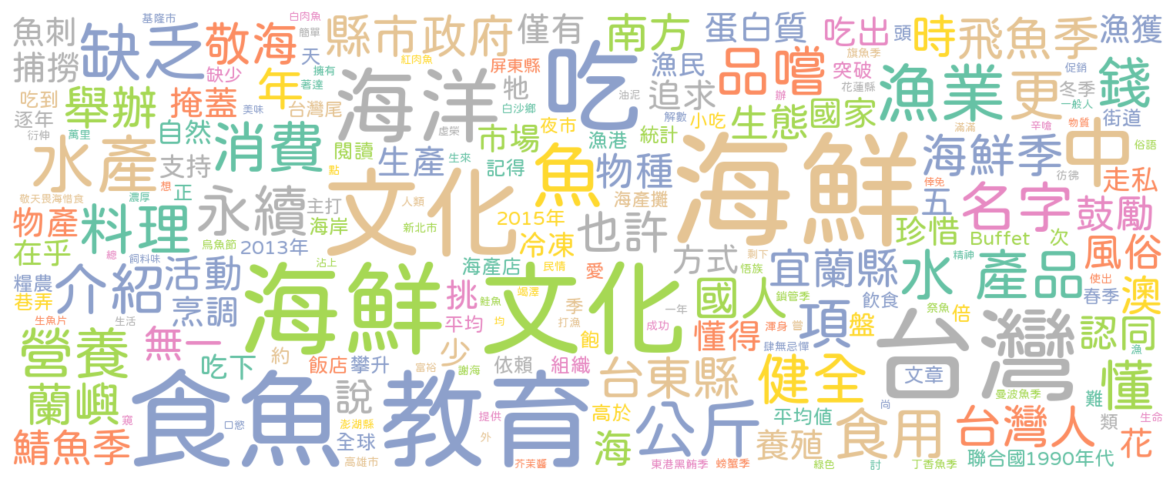 魚刺
缺乏
基隆市
敬海
白肉魚
簡單
縣市政府
僅有
南方
蛋白質
吃出
頭
時
飛魚季
旗魚季
漁獲
捕撈
缺少
天
紅肉魚
擁有
著達
海洋
屏東縣
牠
吃
漁民
追求
品嚐
突破
花蓮縣
漁業
更
促銷
冬季
一般人
錢
吃到
逐年
舉辦
掩蓋
年
台灣尾
白沙鄉
油泥
辦
解數
生態
國家
辛嗆
物質
街道
衍伸
萬里
美味
自然
虛榮
市場
夜市
漁港
小吃
統計
滿滿
海鮮季
中
俗語
水產
支持
消費
閱讀
生產
生來
記得
魚
物種
海鮮
彷彿
走私
敬天畏海惜食
想
濃厚
正
點
永續
主打
文化
人類
2015年
海產攤
俸免
五
名字
鼓勵
物產
料理
烏魚節
2013年
海岸
新北市
冷凍
也許
珍惜
Buffet
次
在乎
總
飼料味
沾上
海產店
民情
愛
方式
剩下
宜蘭縣
水產品
精神
風俗
糧農
巷弄
介紹
活動
烹調
海鮮文化
挑
鮭魚
竭澤
季
一年
國人
鎖管季
悟族
飲食
使出
春季
澳
生魚片
生活
平均
均
打漁
飽
成功
懂得
渾身
嘗
項
盤
祭魚
倍
認同
營養
無一
吃下
約
飯店
攀升
少
富裕
謝海
依賴
組織
肆無忌憚
台灣
蘭嶼
食魚教育
說
台東縣
健全
文章
曼波魚季
懂
難
漁
鯖魚季
窺
口慾
澎湖縣
全球
高雄市
提供
外
芥茉醬
高於
海
公斤
東港黑鮪季
螃蟹季
平均值
養殖
綠色
尚
食用
討
台灣人
丁香魚季
類
花
生命
聯合國1990年代